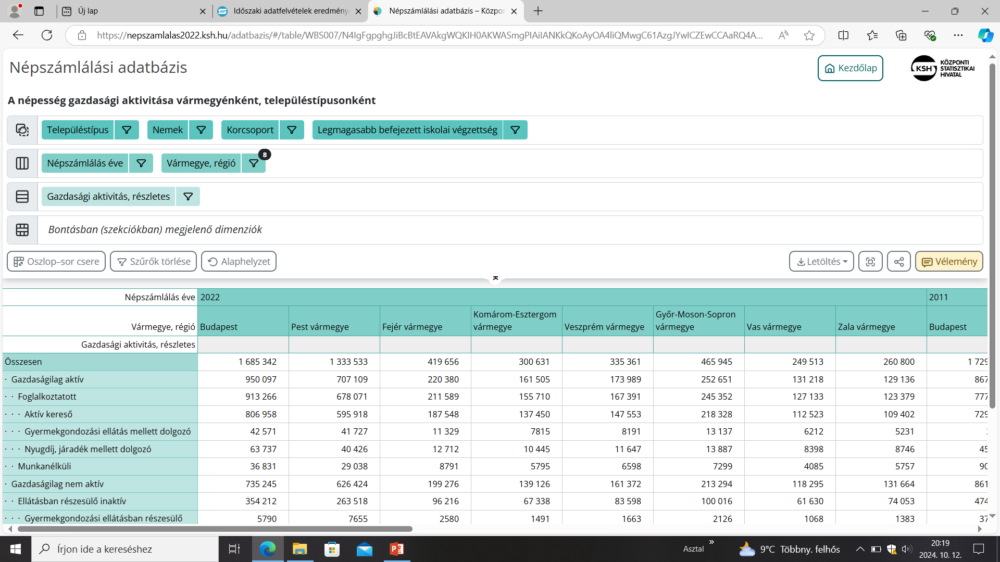 Új lap
Időszaki adatfelvételek eredmény
Népszámlálási adatbázis – Közpo
https://nepszamlalas2022.ksh.hu/adatbazis/#/table/WBS007/
Népszámlálási adatbázis
Kezdőlap
KSH KÖZPONTI
STATISZTIKAI
HIVATAL
A népesség gazdasági aktivitása vármegyénként, településtípusonként
Településtípus Nemek Korcsoport Legmagasabb befejezett iskolai végzettség
Népszámlálás éve Vármegye, régió 8
Gazdasági aktivitás, részletes
Bontásban (szekciókban) megjelenő dimenziók
Oszlop–sor csere Szűrők törlése Alaphelyzet Letöltés Vélemény
Népszámlálás éve 2022 2011
Vármegye, régió Budapest Pest vármegye Fejér vármegye Komárom-Esztergom vármegye Veszprém vármegye Győr-Moson-Sopron vármegye Vas vármegye Zala vármegye Budapest
Gazdasági aktivitás, részletes
Összesen 1 685 342 1 333 533 419 656 300 631 335 361 465 945 249 513 260 800 1 729
· Gazdaságilag aktív 950 097 707 109 220 380 161 505 173 989 252 651 131 218 129 136 867
· · Foglalkoztatott 913 266 678 071 211 589 155 710 167 391 245 352 127 133 123 379 777
· · · Aktív kereső 806 958 595 918 187 548 137 450 147 553 218 328 112 523 109 402 729
· · · Gyermekgondozási ellátás mellett dolgozó 42 571 41 727 11 329 7815 8191 13 137 6212 5231
· · · Nyugdíj, járadék mellett dolgozó 63 737 40 426 12 712 10 445 11 647 13 887 8398 8746 45
· · Munkanélküli 36 831 29 038 8791 5795 6598 7299 4085 5757 90
· Gazdaságilag nem aktív 735 245 626 424 199 276 139 126 161 372 213 294 118 295 131 664 861
· · Ellátásban részesülő inaktív 354 212 263 518 96 216 67 338 83 598 100 016 61 630 74 053 474
· · · Gyermekgondozási ellátásban részesülő 5790 7655 2580 1491 1663 2126 1068 1383 37
Írjon ide a kereséshez
Asztal
9°C Többny. felhős
20:19
2024. 10. 12.